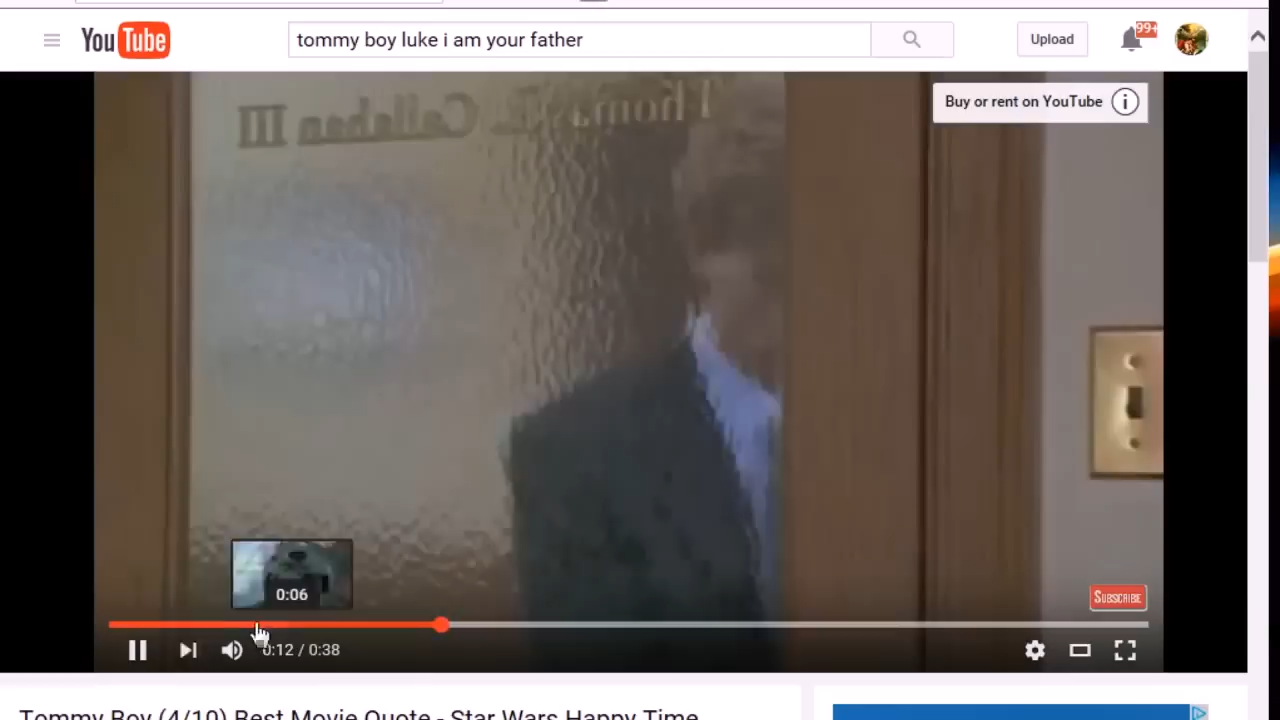 YouTube
tommy boy luke i am your father
Upload
99+
Buy or rent on YouTube
Thomas R. Callahan III
0:06
SUBSCRIBE
0:12 / 0:38
Tommy Boy (4/10) Best Movie Quote - Star Wars Happy Time